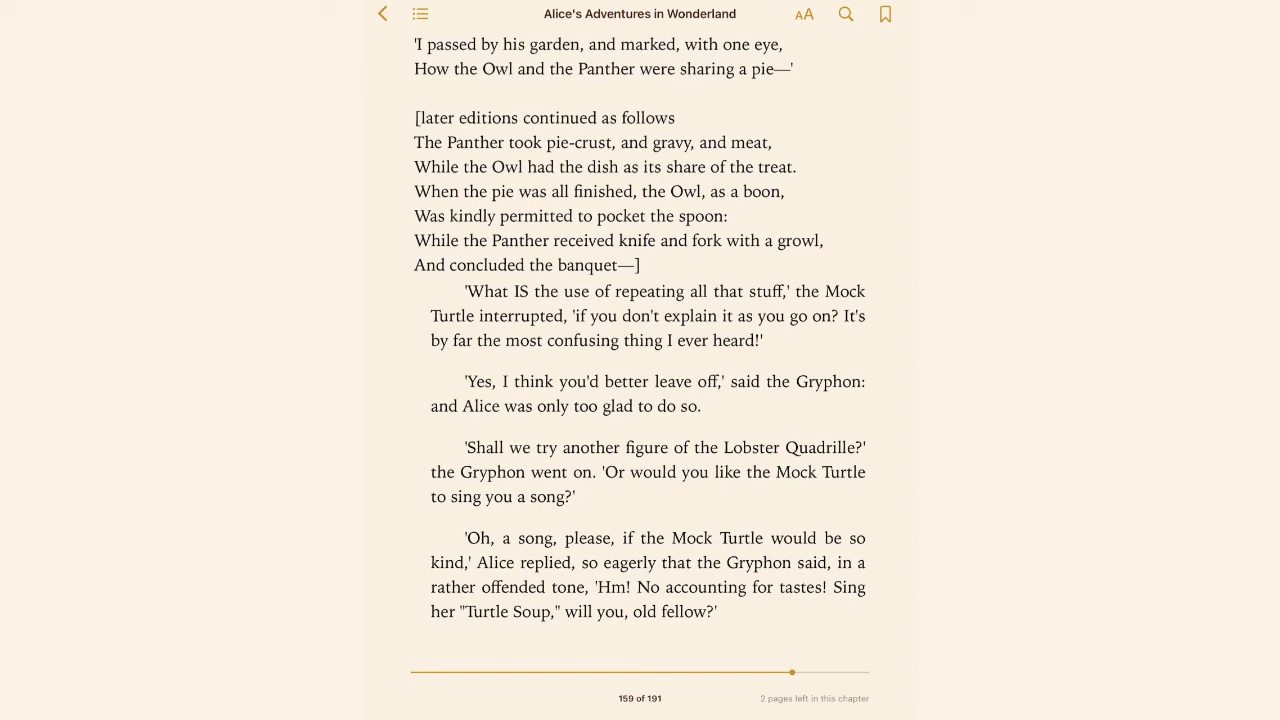 Alice's Adventures in Wonderland
AA
'I passed by his garden, and marked, with one eye,
How the Owl and the Panther were sharing a pie—'
[later editions continued as follows
The Panther took pie-crust, and gravy, and meat,
While the Owl had the dish as its share of the treat.
When the pie was all finished, the Owl, as a boon,
Was kindly permitted to pocket the spoon:
While the Panther received knife and fork with a growl,
And concluded the banquet—]
'What IS the use of repeating all that stuff,' the Mock
Turtle interrupted, 'if you don't explain it as you go on? It's
by far the most confusing thing I ever heard!'
'Yes, I think you'd better leave off,' said the Gryphon:
and Alice was only too glad to do so.
'Shall we try another figure of the Lobster Quadrille?'
the Gryphon went on. 'Or would you like the Mock Turtle
to sing you a song?'
'Oh, a song, please, if the Mock Turtle would be so
kind,' Alice replied, so eagerly that the Gryphon said, in a
rather offended tone, 'Hm! No accounting for tastes! Sing
her "Turtle Soup," will you, old fellow?'
159 of 191
2 pages left in this chapter